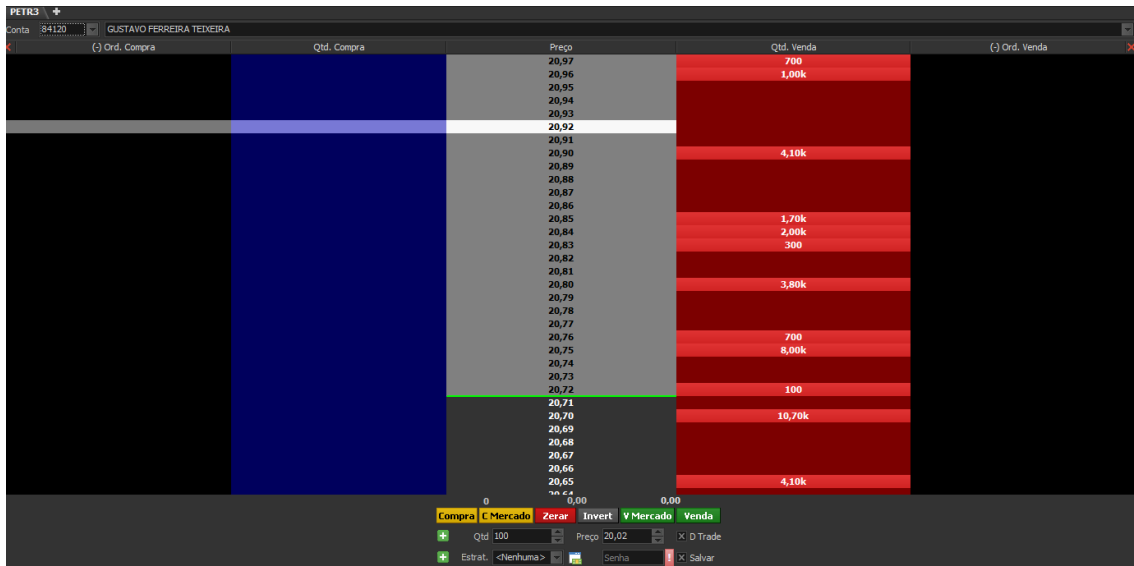 PETR3 +
Conta 84120 GUSTAVO FERREIRA TEIXEIRA
(-) Ord. Compra Qtd. Compra Preço Qtd. Venda (-) Ord. Venda
20,97 700
20,96 1,00k
20,95
20,94
20,93
20,92
20,91
20,90 4,10k
20,89
20,88
20,87
20,86
20,85 1,70k
20,84 2,00k
20,83 300
20,82
20,81
20,80 3,80k
20,79
20,78
20,77
20,76 700
20,75 8,00k
20,74
20,73
20,72 100
20,71
20,70 10,70k
20,69
20,68
20,67
20,66
20,65 4,10k
0 0,00 0,00
Compra C Mercado Zerar Invert V Mercado Venda
Qtd 100 Preço 20,02 X D Trade
Estrat. <Nenhuma> Senha ! X Salvar